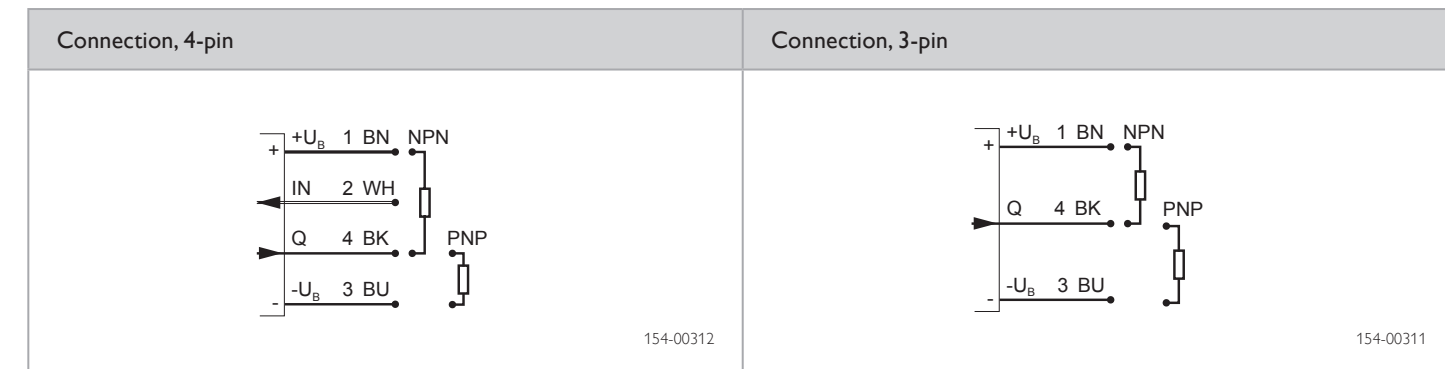 Connection, 4-pin
Connection, 3-pin
+U_B 1 BN NPN
+
IN 2 WH
Q 4 BK PNP
-U_B 3 BU
-
154-00312
+U_B 1 BN NPN
+
Q 4 BK PNP
-U_B 3 BU
-
154-00311